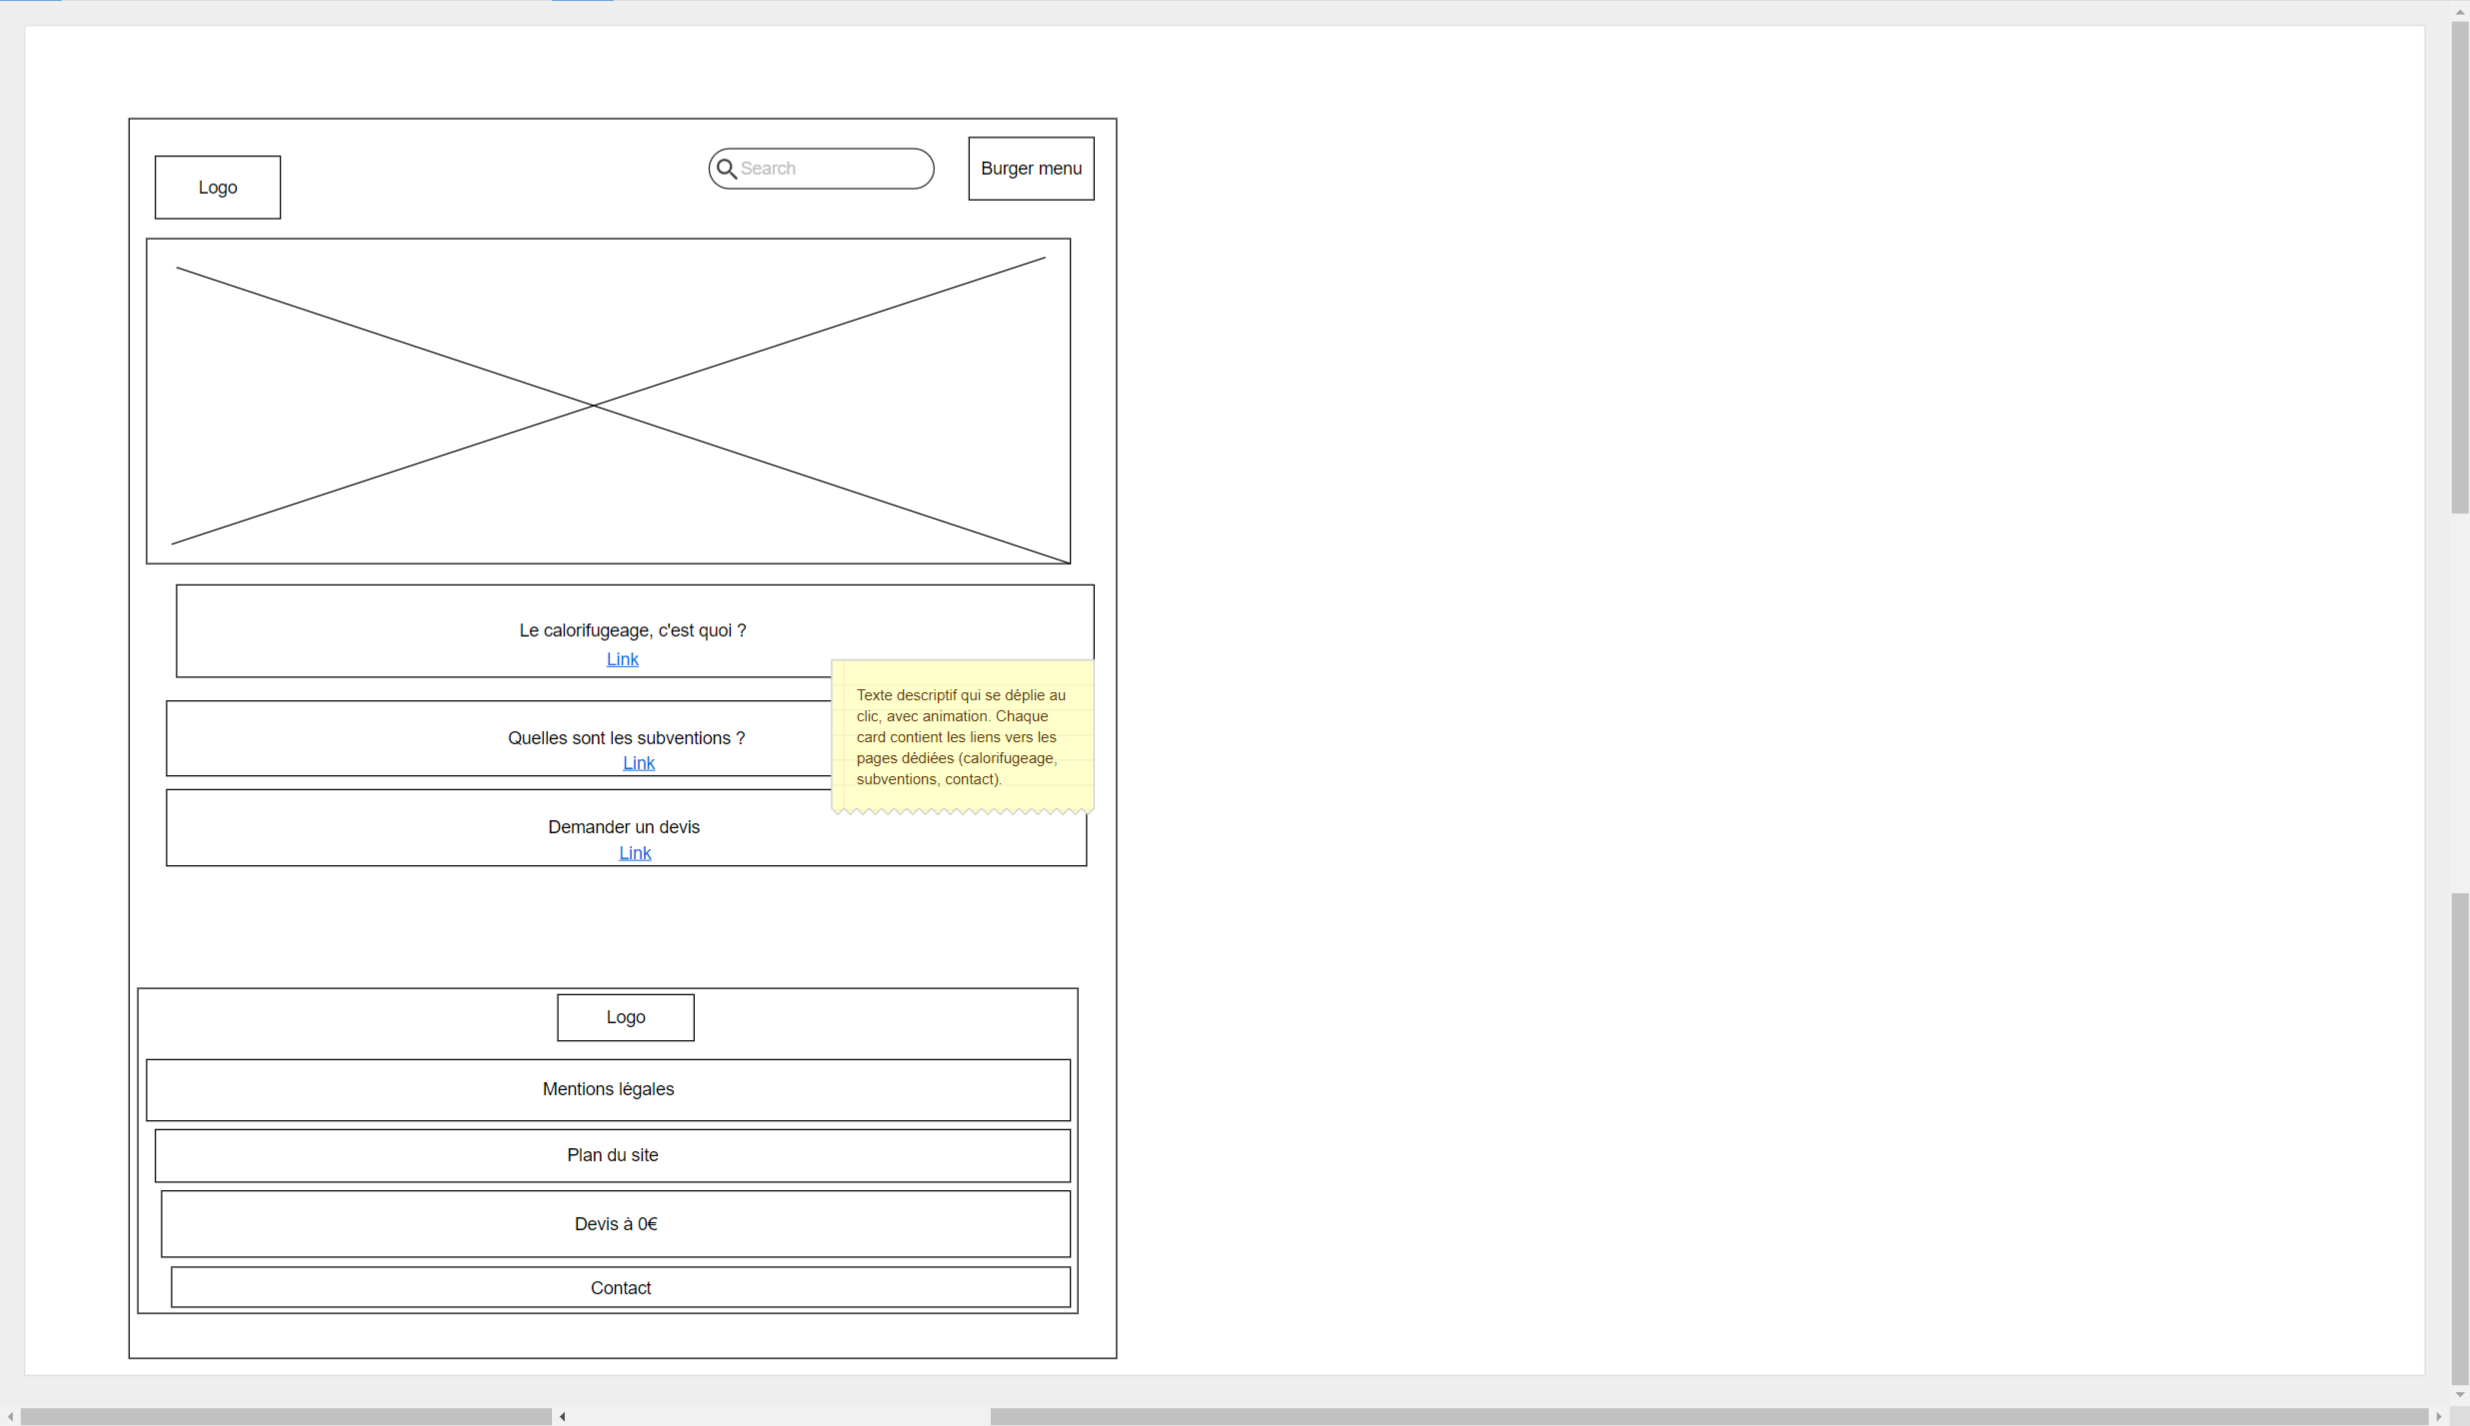 Logo
Search
Burger menu
Le calorifugeage, c'est quoi ?
Link
Texte descriptif qui se déplie au
clic, avec animation. Chaque
card contient les liens vers les
pages dédiées (calorifugeage,
subventions, contact).
Quelles sont les subventions ?
Link
Demander un devis
Link
Logo
Mentions légales
Plan du site
Devis à 0€
Contact